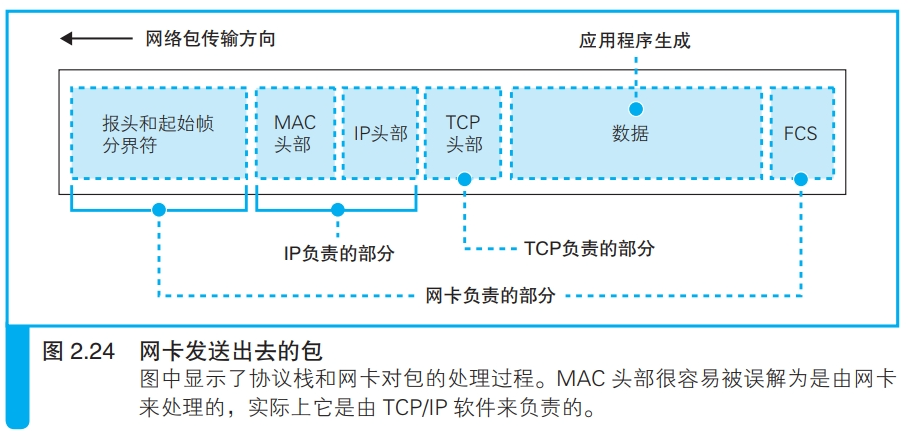 网络包传输方向
应用程序生成
报头和起始帧
分界符
MAC
头部
IP头部
TCP
头部
数据
FCS
IP负责的部分
TCP负责的部分
网卡负责的部分
图 2.24 网卡发送出去的包
图中显示了协议栈和网卡对包的处理过程。MAC 头部很容易被误解为是由网卡
来处理的，实际上它是由 TCP/IP 软件来负责的。